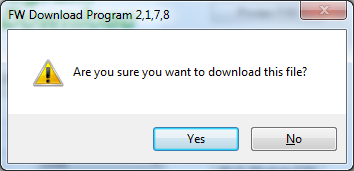 FW Download Program 2,1,7,8
Are you sure you want to download this file?
Yes
No